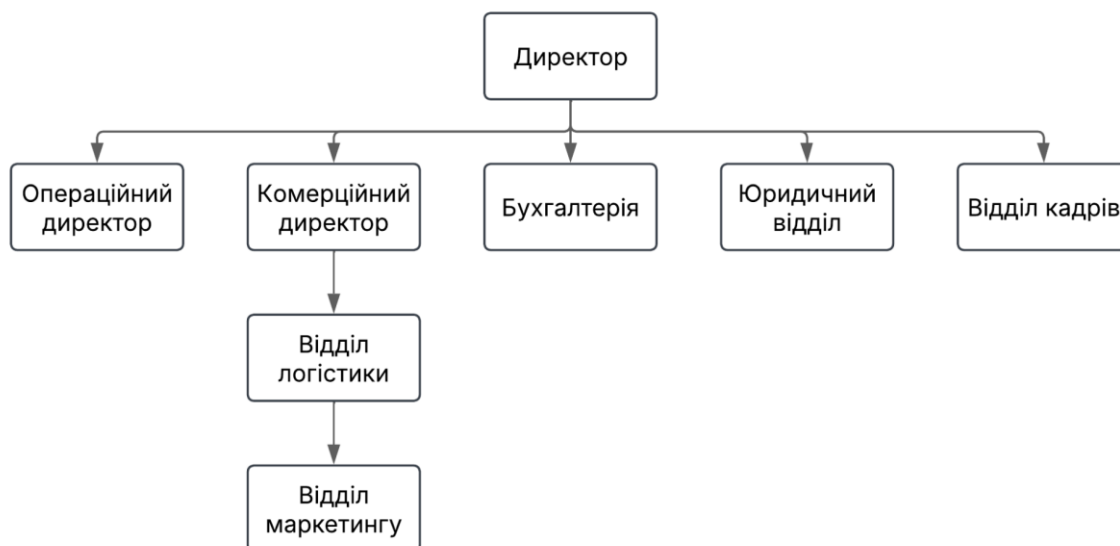 Директор
Операційний
директор
Комерційний
директор
Бухгалтерія
Юридичний
відділ
Відділ кадрів
Відділ
логістики
Відділ
маркетингу